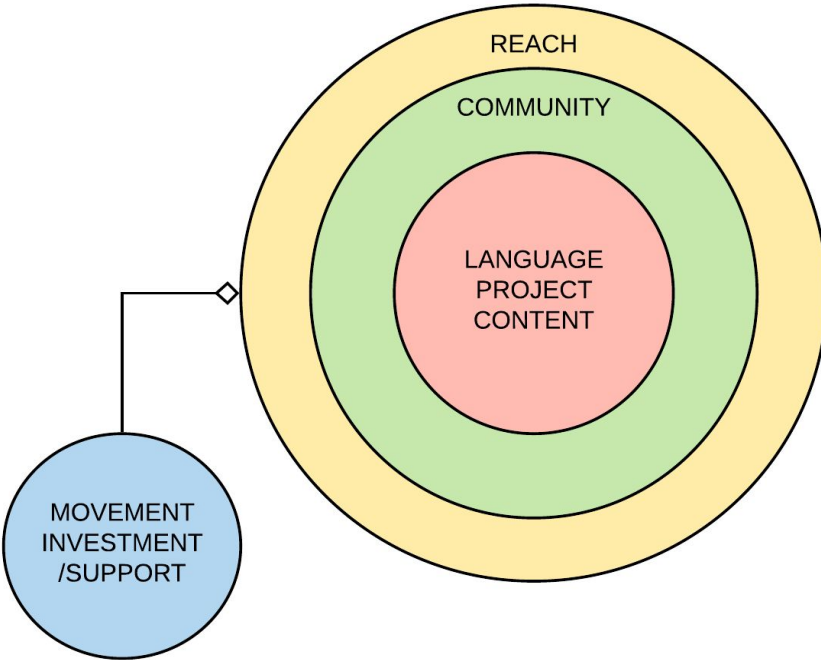 REACH
COMMUNITY
LANGUAGE
PROJECT
CONTENT
MOVEMENT
INVESTMENT
/SUPPORT